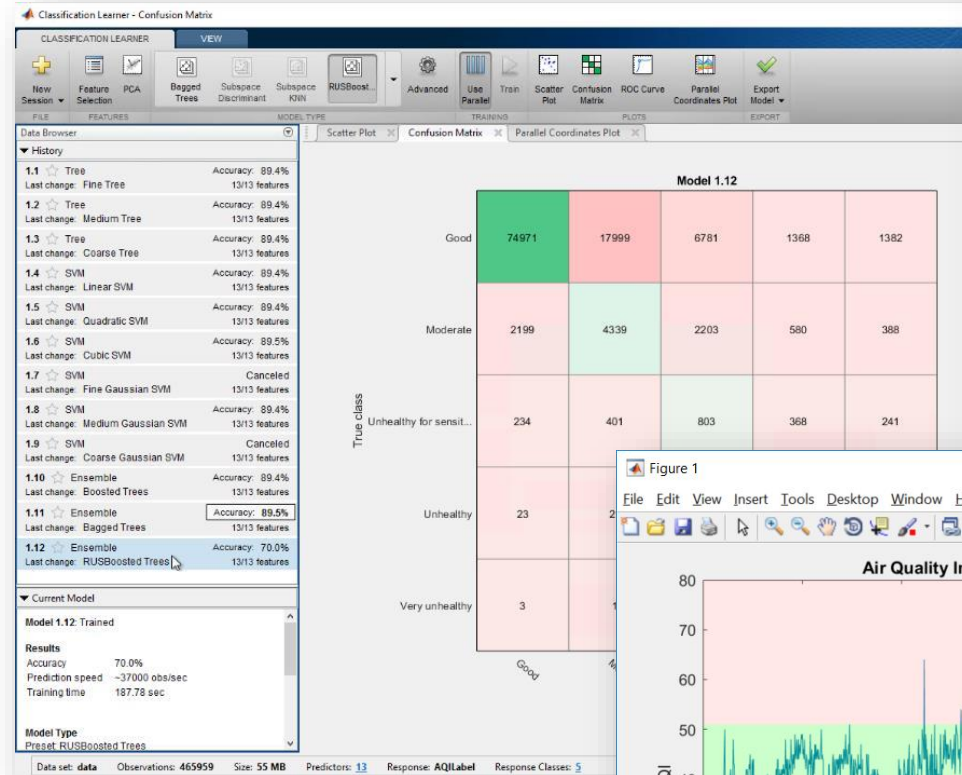 Classification Learner - Confusion Matrix
CLASSIFICATION LEARNER VIEW
New Session
Feature Selection
PCA
Bagged Trees
Subspace Discriminant
Subspace KNN
RUSBoost...
Advanced
Use Parallel
Train
Scatter Plot
Confusion Matrix
ROC Curve
Parallel Coordinates Plot
Export Model
FILE FEATURES MODEL TYPE TRAINING PLOTS EXPORT
Data Browser
Scatter Plot Confusion Matrix Parallel Coordinates Plot
History
1.1 Tree Accuracy: 89.4%
Last change: Fine Tree 13/13 features
1.2 Tree Accuracy: 89.4%
Last change: Medium Tree 13/13 features
1.3 Tree Accuracy: 89.4%
Last change: Coarse Tree 13/13 features
1.4 SVM Accuracy: 89.4%
Last change: Linear SVM 13/13 features
1.5 SVM Accuracy: 89.4%
Last change: Quadratic SVM 13/13 features
1.6 SVM Accuracy: 89.5%
Last change: Cubic SVM 13/13 features
1.7 SVM Canceled
Last change: Fine Gaussian SVM 13/13 features
1.8 SVM Accuracy: 89.4%
Last change: Medium Gaussian SVM 13/13 features
1.9 SVM Canceled
Last change: Coarse Gaussian SVM 13/13 features
1.10 Ensemble Accuracy: 89.4%
Last change: Boosted Trees 13/13 features
1.11 Ensemble Accuracy: 89.5%
Last change: Bagged Trees 13/13 features
1.12 Ensemble Accuracy: 70.0%
Last change: RUSBoosted Trees 13/13 features
Current Model
Model 1.12: Trained
Results
Accuracy 70.0%
Prediction speed ~37000 obs/sec
Training time 187.78 sec
Model Type
Preset: RUSBoosted Trees
Model 1.12
True class
Good 74971 17999 6781 1368 1382
Moderate 2199 4339 2203 580 388
Unhealthy for sensit... 234 401 803 368 241
Unhealthy 23 2
Very unhealthy 3 1
Good M
Figure 1
File Edit View Insert Tools Desktop Window H
Air Quality I
80
70
60
50
Data set: data Observations: 465959 Size: 55 MB Predictors: 13 Response: AQILabel Response Classes: 5